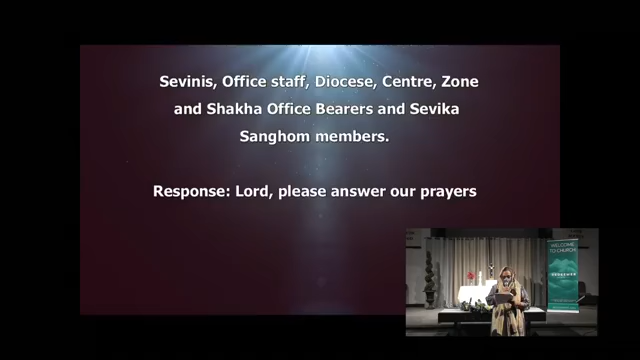 Sevinis, Office staff, Diocese, Centre, Zone
and Shakha Office Bearers and Sevika
Sanghom members.
Response: Lord, please answer our prayers
WELCOME
TO CHURCH